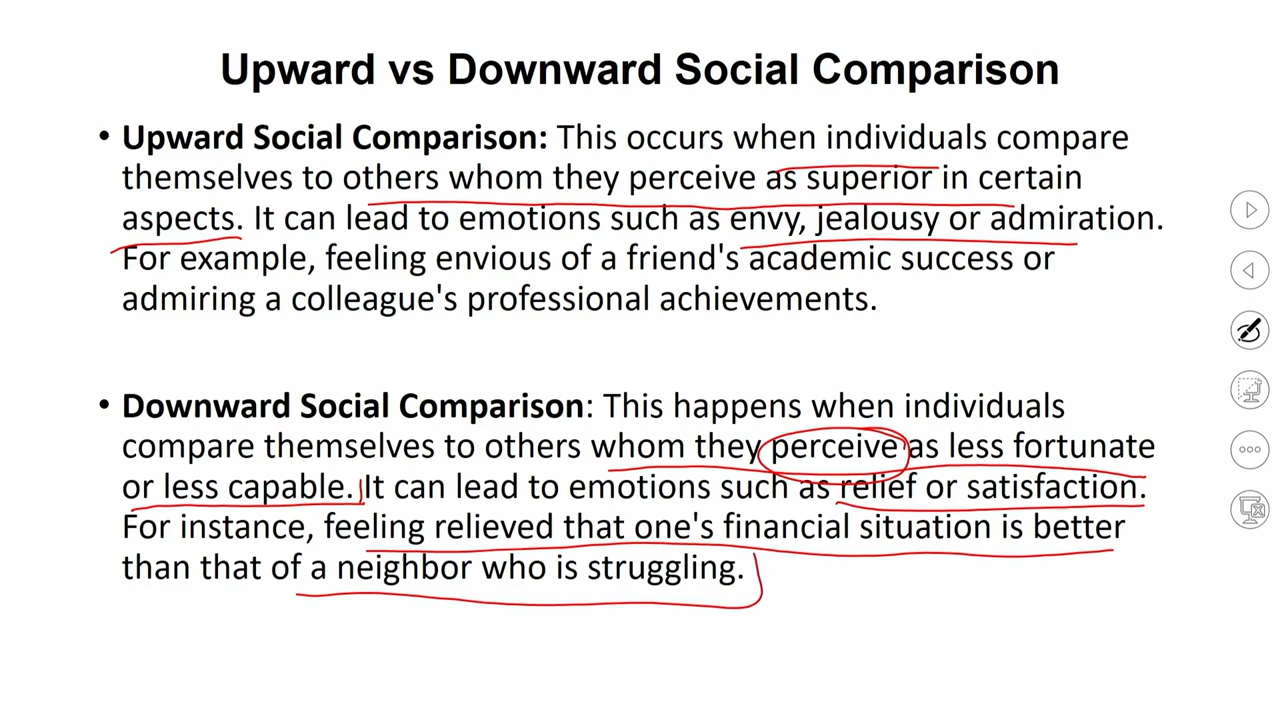 Upward vs Downward Social Comparison
• Upward Social Comparison: This occurs when individuals compare
themselves to others whom they perceive as superior in certain
aspects. It can lead to emotions such as envy, jealousy or admiration.
For example, feeling envious of a friend's academic success or
admiring a colleague's professional achievements.
• Downward Social Comparison: This happens when individuals
compare themselves to others whom they perceive as less fortunate
or less capable. It can lead to emotions such as relief or satisfaction.
For instance, feeling relieved that one's financial situation is better
than that of a neighbor who is struggling.